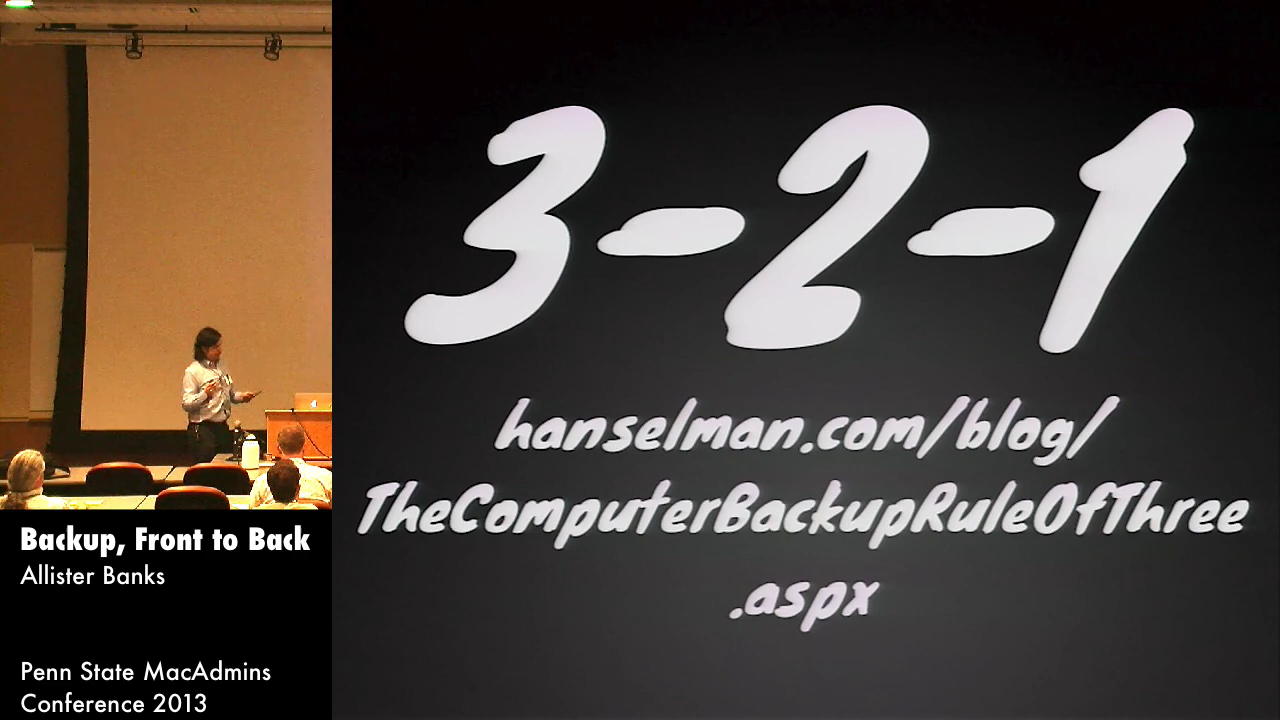 3-2-1
hanselman.com/blog/
TheComputerBackupRuleOfThree
.aspx
Backup, Front to Back
Allister Banks
Penn State MacAdmins
Conference 2013